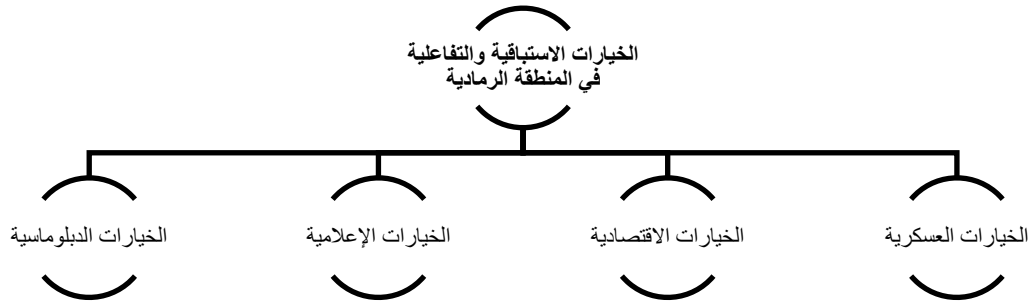 الخيارات الاستباقية والتفاعلية
في المنطقة الرمادية
الخيارات العسكرية
الخيارات الاقتصادية
الخيارات الإعلامية
الخيارات الدبلوماسية